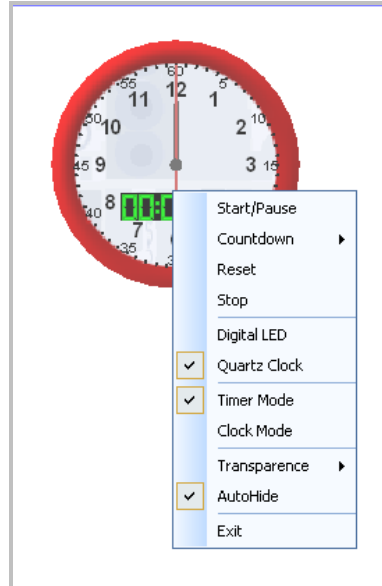 60
55 5
12
11 1
50 10 2 10
45 9 3 15
40 8 00:
7
35
Start/Pause
Countdown
Reset
Stop
Digital LED
Quartz Clock
Timer Mode
Clock Mode
Transparence
AutoHide
Exit